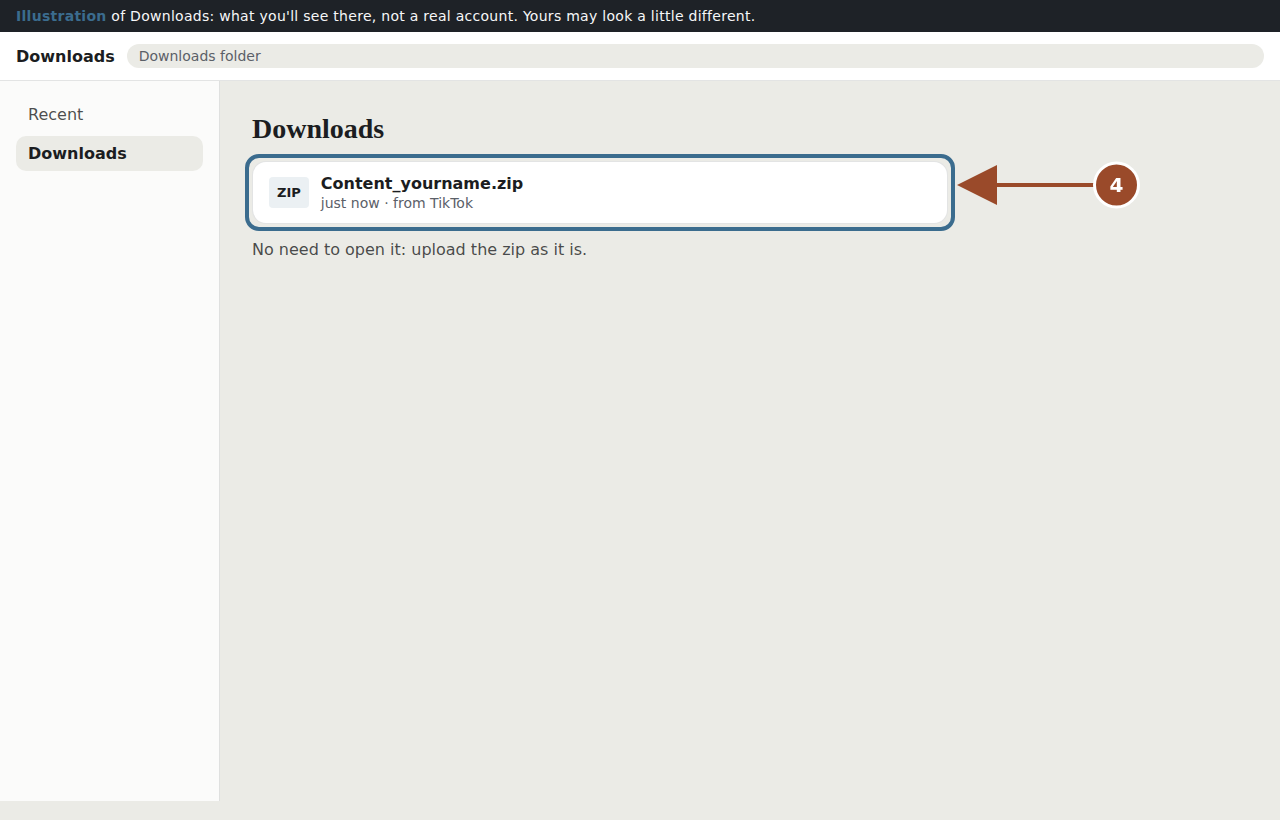 Illustration of Downloads: what you'll see there, not a real account. Yours may look a little different.
Downloads
Downloads folder
Recent
Downloads
Downloads
ZIP
Content_yourname.zip
just now · from TikTok
4
No need to open it: upload the zip as it is.